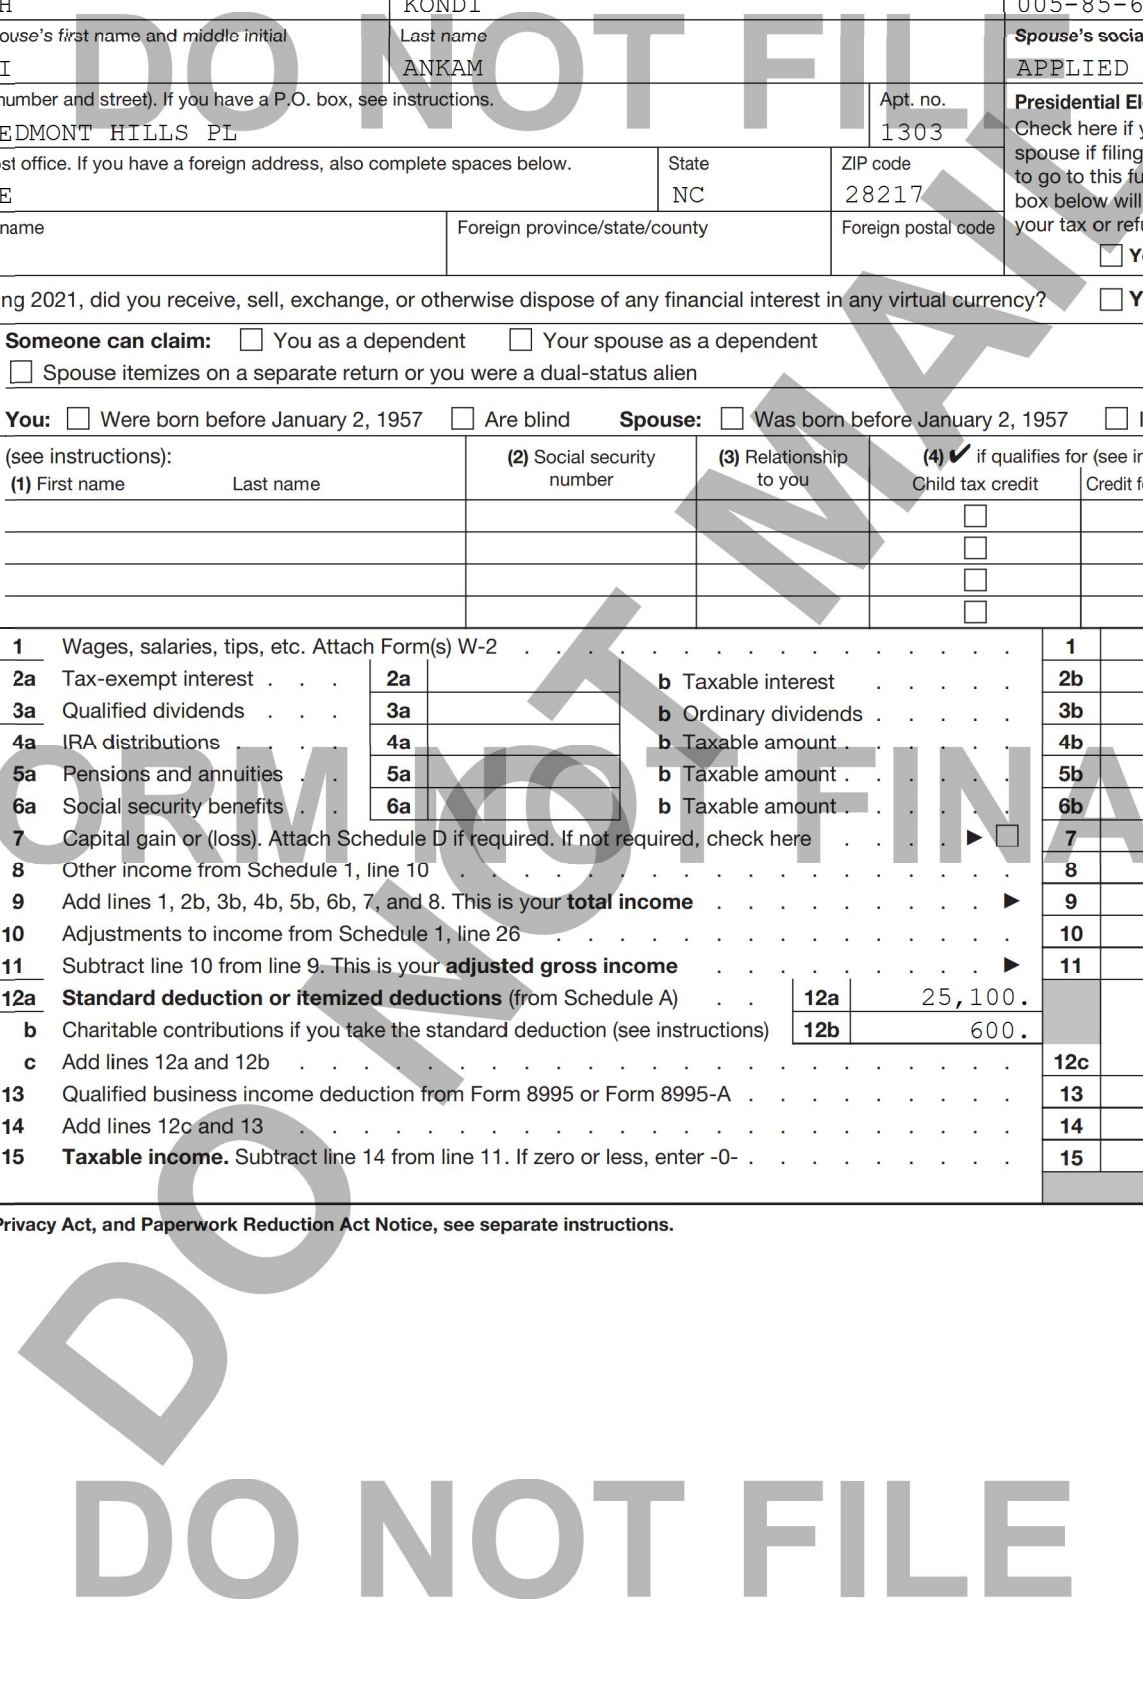 H KONDI 005-85-6
ouse's first name and middle initial Last name Spouse's socia
I ANKAM APPLIED
number and street). If you have a P.O. box, see instructions. Apt. no. Presidential El
EDMONT HILLS PL 1303 Check here if y
ost office. If you have a foreign address, also complete spaces below. State ZIP code spouse if filing
to go to this fu
E NC 28217 box below will
name Foreign province/state/county Foreign postal code your tax or refu
Y
ng 2021, did you receive, sell, exchange, or otherwise dispose of any financial interest in any virtual currency? Y
Someone can claim: You as a dependent Your spouse as a dependent
Spouse itemizes on a separate return or you were a dual-status alien
You: Were born before January 2, 1957 Are blind Spouse: Was born before January 2, 1957 I
(see instructions): (2) Social security number (3) Relationship to you (4) ✔ if qualifies for (see in
(1) First name Last name Child tax credit Credit f
1 Wages, salaries, tips, etc. Attach Form(s) W-2 . . . . . . . . . . . . . . . . 1
2a Tax-exempt interest . . . 2a b Taxable interest . . . . . 2b
3a Qualified dividends . . . 3a b Ordinary dividends . . . . . 3b
4a IRA distributions . . . . 4a b Taxable amount . . . . . . 4b
5a Pensions and annuities . . 5a b Taxable amount . . . . . . 5b
6a Social security benefits . . 6a b Taxable amount . . . . . . 6b
7 Capital gain or (loss). Attach Schedule D if required. If not required, check here . . . . ▶ 7
8 Other income from Schedule 1, line 10 . . . . . . . . . . . . . . . . . . 8
9 Add lines 1, 2b, 3b, 4b, 5b, 6b, 7, and 8. This is your total income . . . . . . . . . ▶ 9
10 Adjustments to income from Schedule 1, line 26 . . . . . . . . . . . . . . . 10
11 Subtract line 10 from line 9. This is your adjusted gross income . . . . . . . . . ▶ 11
12a Standard deduction or itemized deductions (from Schedule A) . . 12a 25,100.
b Charitable contributions if you take the standard deduction (see instructions) 12b 600.
c Add lines 12a and 12b . . . . . . . . . . . . . . . . . . . . . . . 12c
13 Qualified business income deduction from Form 8995 or Form 8995-A . . . . . . . . . 13
14 Add lines 12c and 13 . . . . . . . . . . . . . . . . . . . . . . . 14
15 Taxable income. Subtract line 14 from line 11. If zero or less, enter -0- . . . . . . . . . 15
Privacy Act, and Paperwork Reduction Act Notice, see separate instructions.
DO NOT FILE
DO NOT MAIL
ORM NOT FINA
DO NOT FILE